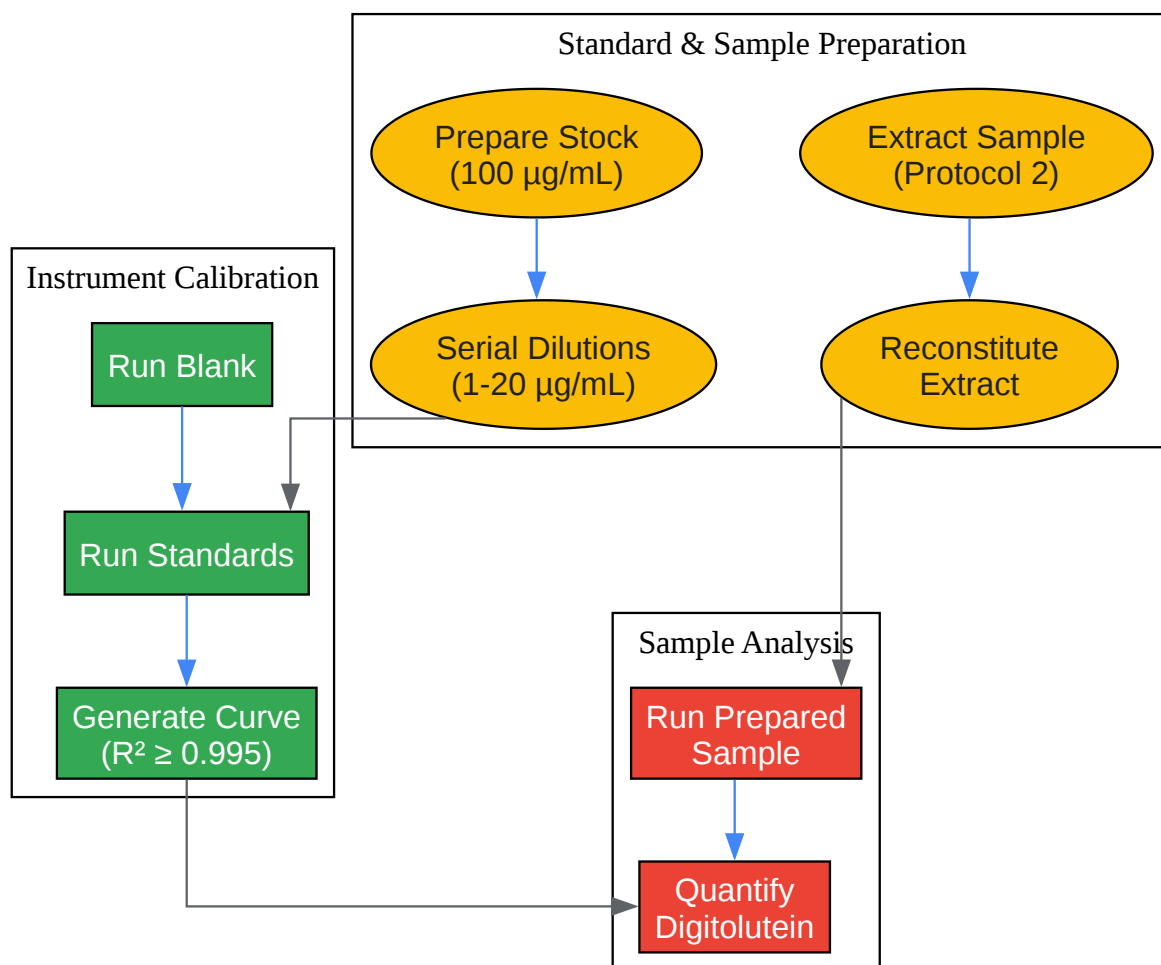 Standard & Sample Preparation
Prepare Stock
(100 µg/mL)
Extract Sample
(Protocol 2)
Serial Dilutions
(1-20 µg/mL)
Reconstitute
Extract
Instrument Calibration
Run Blank
Run Standards
Generate Curve
(R² ≥ 0.995)
Sample Analysis
Run Prepared
Sample
Quantify
Digitolutein